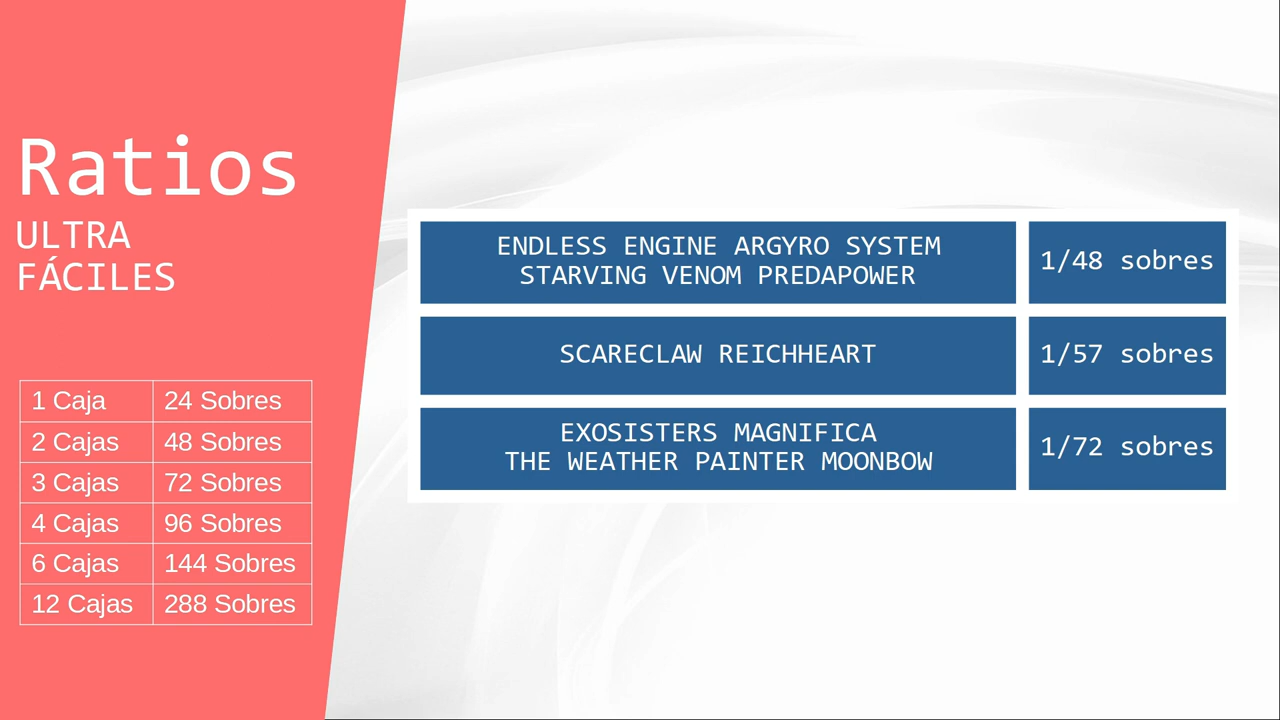 Ratios
ULTRA
FÁCILES
1 Caja 24 Sobres
2 Cajas 48 Sobres
3 Cajas 72 Sobres
4 Cajas 96 Sobres
6 Cajas 144 Sobres
12 Cajas 288 Sobres
ENDLESS ENGINE ARGYRO SYSTEM
STARVING VENOM PREDAPOWER
1/48 sobres
SCARECLAW REICHHEART
1/57 sobres
EXOSISTERS MAGNIFICA
THE WEATHER PAINTER MOONBOW
1/72 sobres